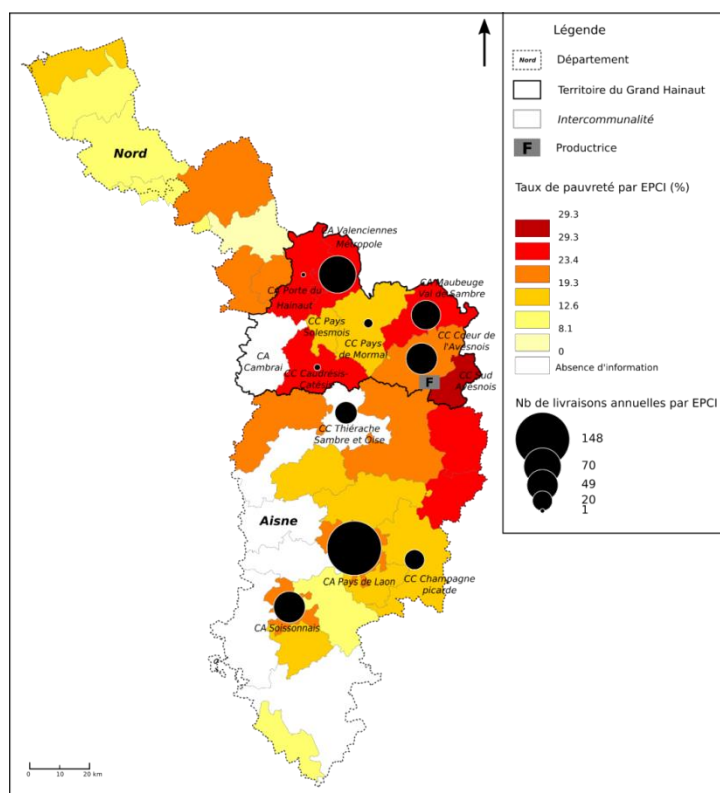 Légende
Nord
Département
Territoire du Grand Hainaut
Intercommunalité
F
Productrice
Taux de pauvreté par EPCI (%)
29.3
29.3
23.4
19.3
12.6
8.1
0
Absence d'information
Nb de livraisons annuelles par EPCI
148
70
49
20
1
Nord
CA Valenciennes
Métropole
CC Porte du
Hainaut
CA Maubeuge
Val de Sambre
CC Pays
Solesmois
CC Cœur de
l'Avesnois
CC Pays
de Mormal
CA
Cambrai
CC Caudrésis-
Catésis
F
CC Sud
Avesnois
CC Thiérache
Sambre et Oise
Aisne
CA Pays de Laon
CC Champagne
picarde
CA Soissonnais
0 10 20 km